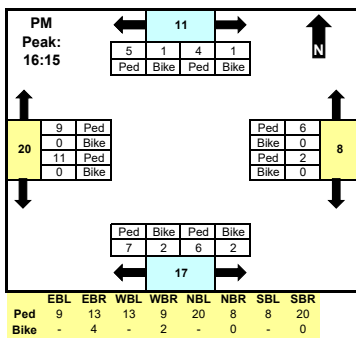 PM
Peak:
16:15
11
N
5 1 4 1
Ped Bike Ped Bike
20
9 Ped
0 Bike
11 Ped
0 Bike
Ped 6
Bike 0
Ped 2
Bike 0
8
Ped Bike Ped Bike
7 2 6 2
17
EBL EBR WBL WBR NBL NBR SBL SBR
Ped 9 13 13 9 20 8 8 20
Bike - 4 - 2 - 0 - 0